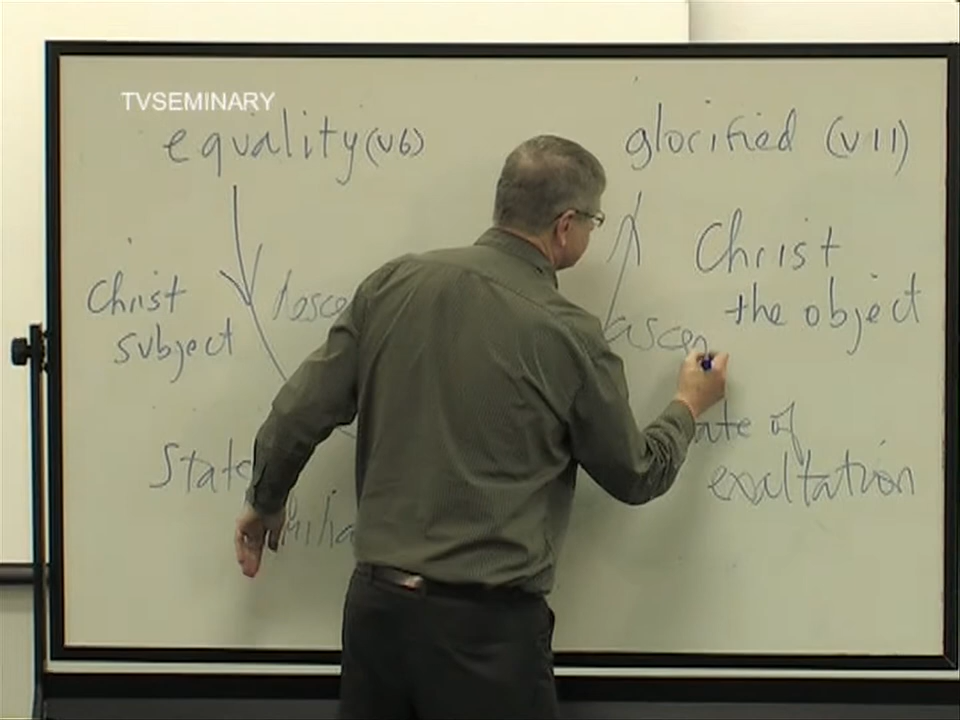 TVSEMINARY
equality (v6)
glorified (v11)
Christ
subject
Christ
the object
ascen
exaltation